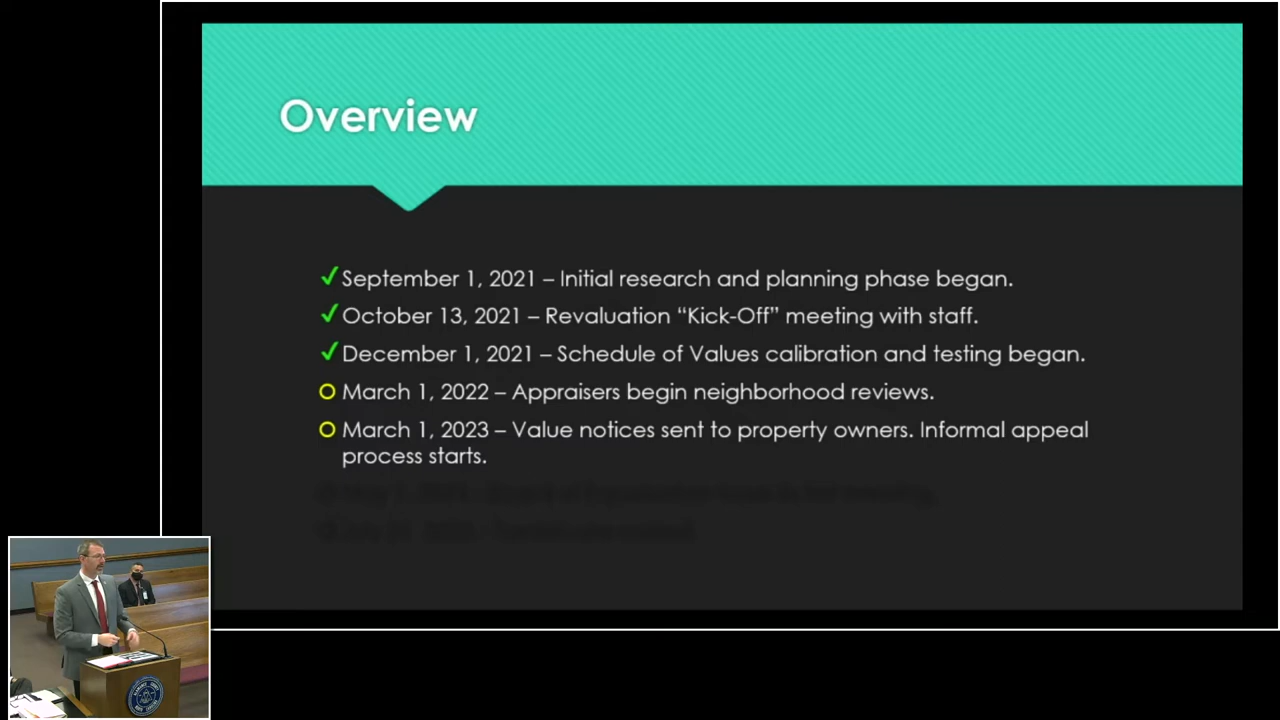 Overview
September 1, 2021 – Initial research and planning phase began.
October 13, 2021 – Revaluation “Kick-Off” meeting with staff.
December 1, 2021 – Schedule of Values calibration and testing began.
March 1, 2022 – Appraisers begin neighborhood reviews.
March 1, 2023 – Value notices sent to property owners. Informal appeal
process starts.